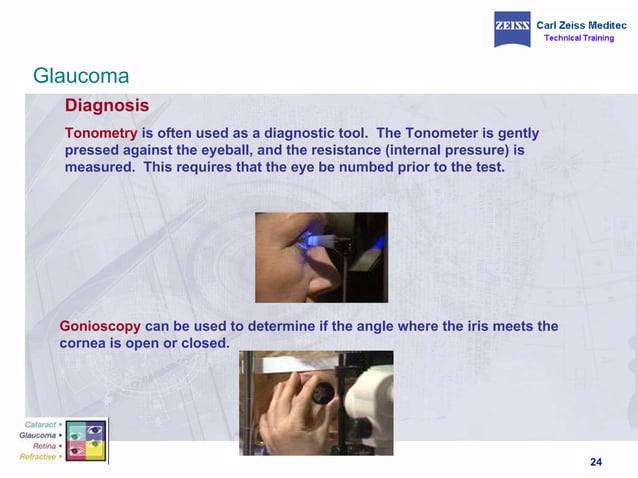 ZEISS
Carl Zeiss Meditec
Technical Training
Glaucoma
Diagnosis
Tonometry is often used as a diagnostic tool. The Tonometer is gently
pressed against the eyeball, and the resistance (internal pressure) is
measured. This requires that the eye be numbed prior to the test.
Gonioscopy can be used to determine if the angle where the iris meets the
cornea is open or closed.
Cataract •
Glaucoma •
Retina •
Refractive •
24